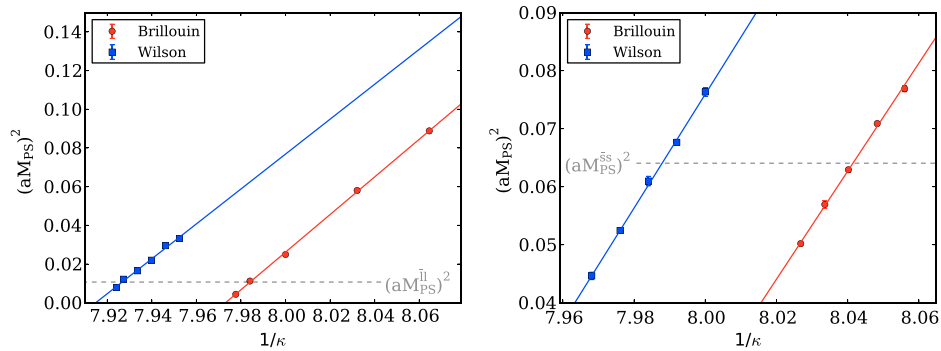 Brillouin
Wilson
(aM_PS)^2
0.14
0.12
0.10
0.08
0.06
0.04
0.02
0.00
(aM_PS^{l̄l})^2
7.92 7.94 7.96 7.98 8.00 8.02 8.04 8.06
1/κ
Brillouin
Wilson
(aM_PS)^2
0.09
0.08
0.07
0.06
0.05
0.04
(aM_PS^{s̄s})^2
7.96 7.98 8.00 8.02 8.04 8.06
1/κ